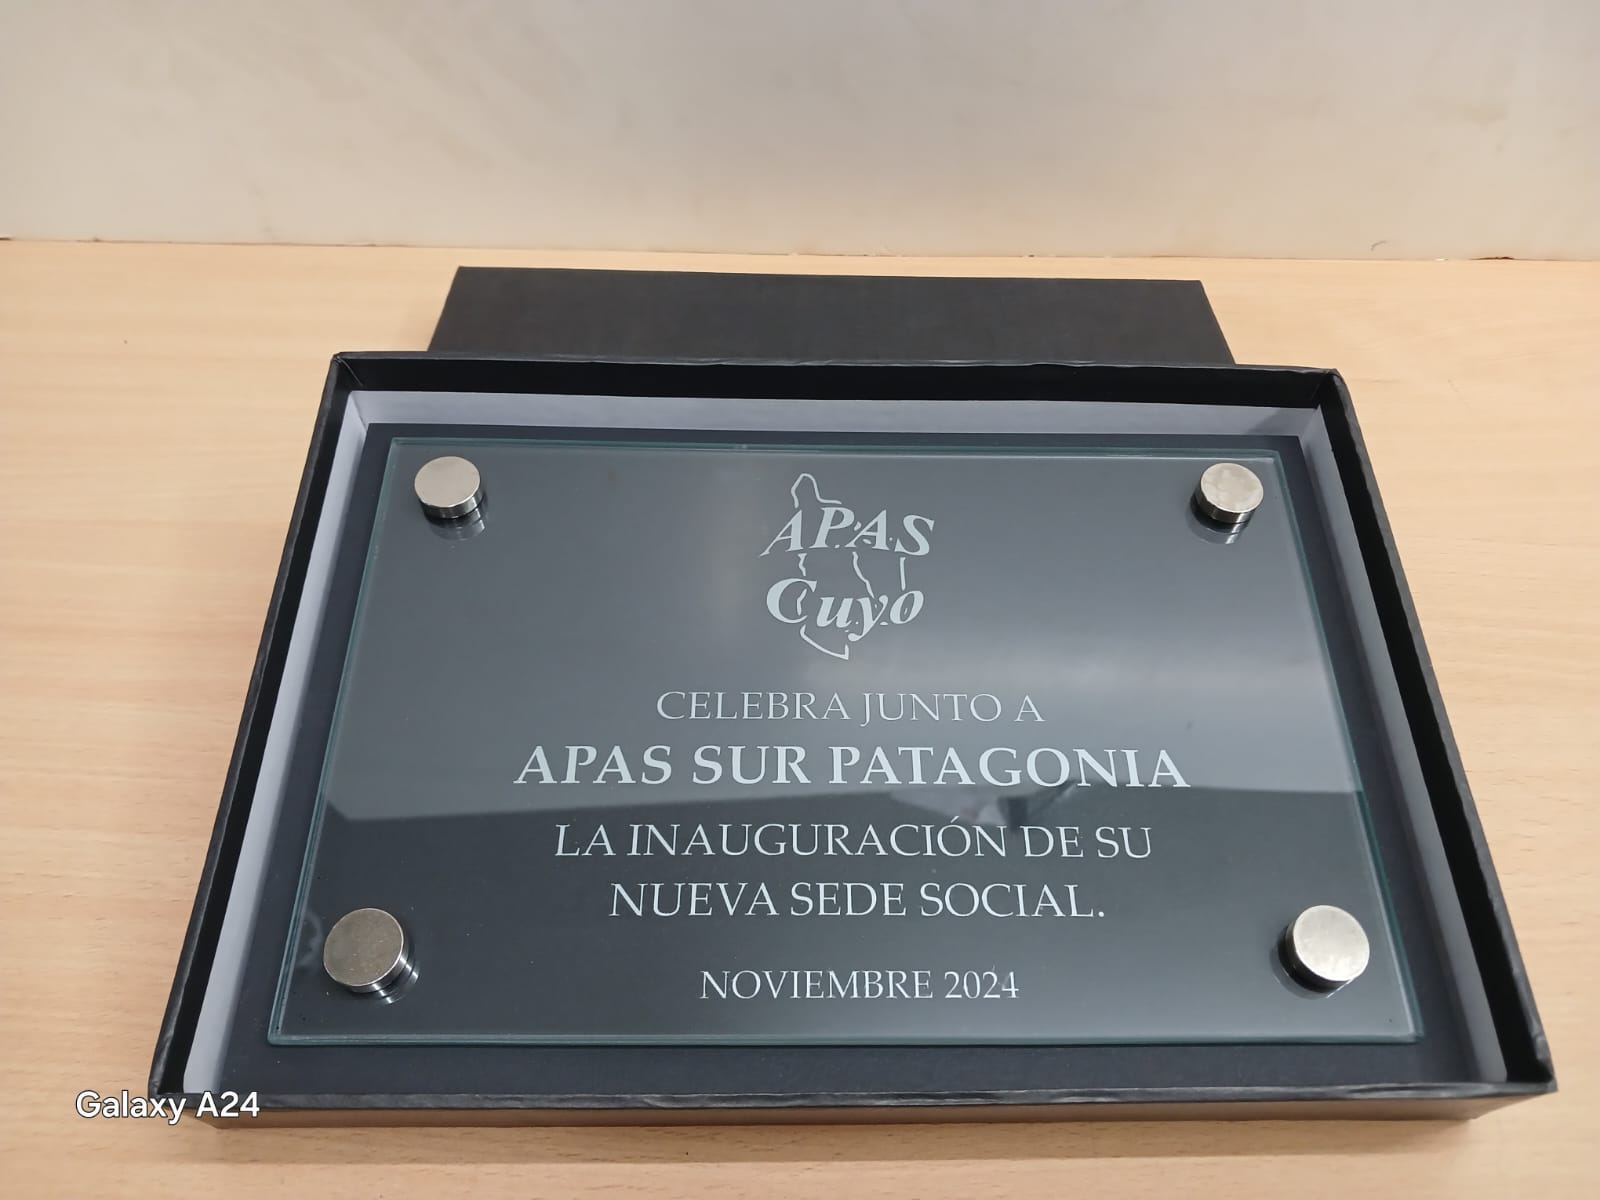 APAS
Cuyo
CELEBRA JUNTO A
APAS SUR PATAGONIA
LA INAUGURACIÓN DE SU
NUEVA SEDE SOCIAL.
NOVIEMBRE 2024
Galaxy A24